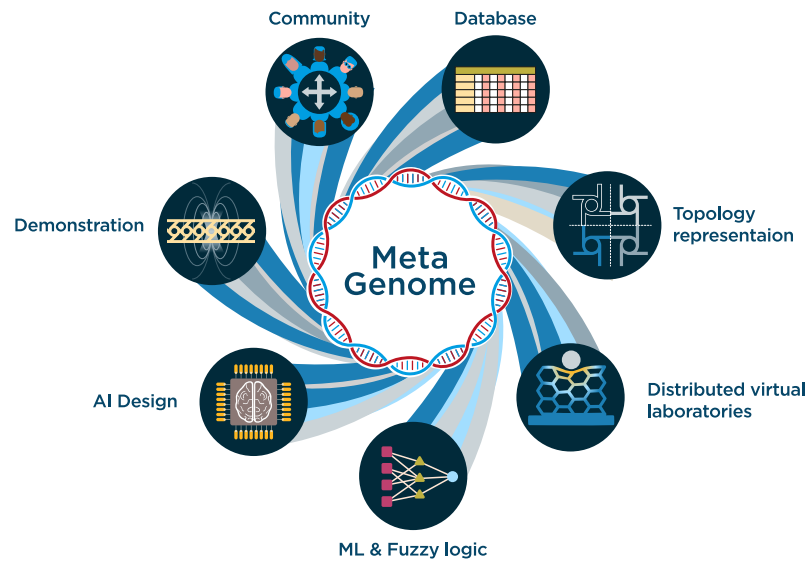 Community
Database
Demonstration
Meta
Genome
Topology
representaion
AI Design
Distributed virtual
laboratories
ML & Fuzzy logic